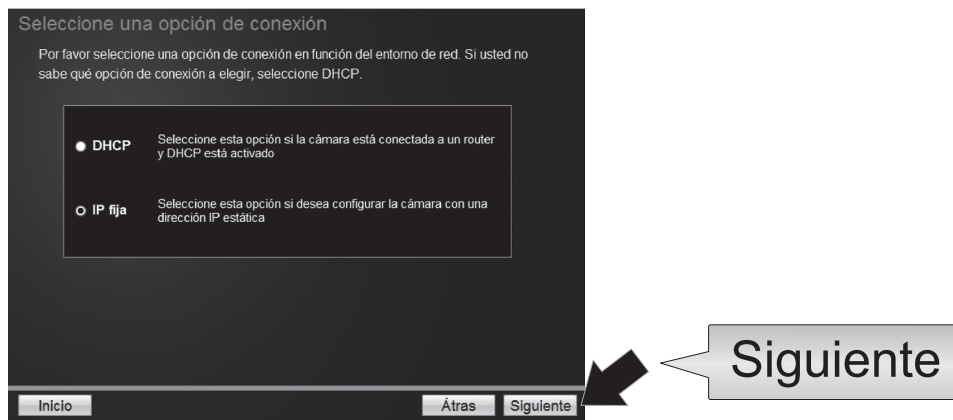 Seleccione una opción de conexión
Por favor seleccione una opción de conexión en función del entorno de red. Si usted no
sabe qué opción de conexión a elegir, seleccione DHCP.
DHCP
Seleccione esta opción si la cámara está conectada a un router
y DHCP está activado
IP fija
Seleccione esta opción si desea configurar la cámara con una
dirección IP estática
Inicio
Átras
Siguiente
Siguiente